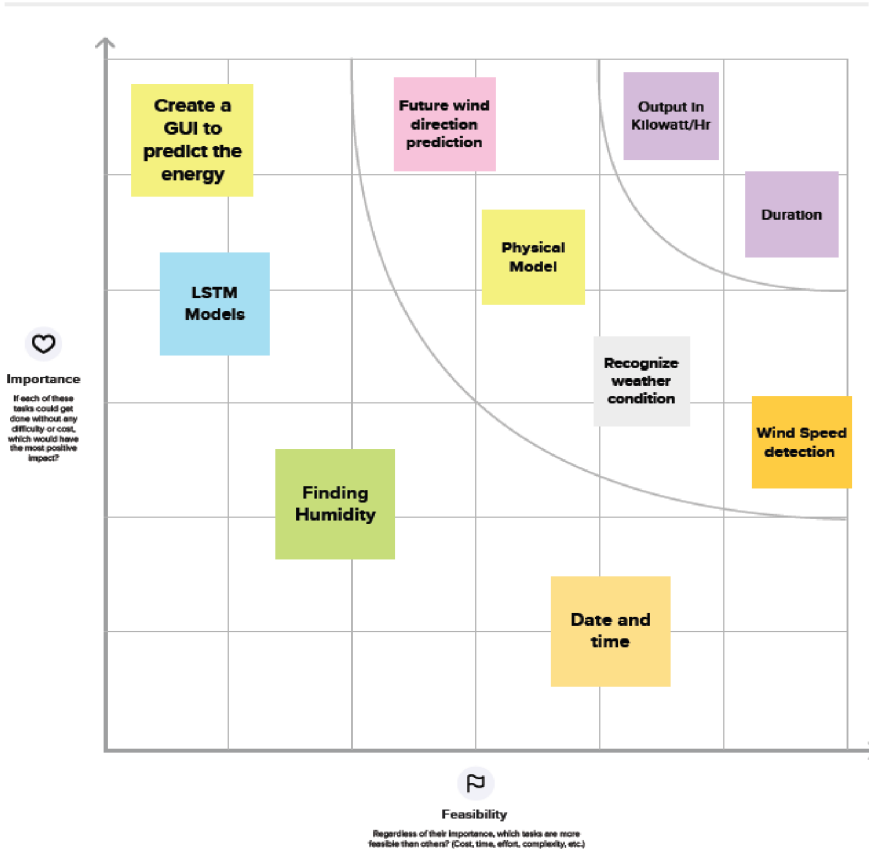 Create a
GUI to
predict the
energy
Future wind
direction
prediction
Output in
Kilowatt/Hr
Duration
Physical
Model
LSTM
Models
Recognize
weather
condition
Wind Speed
detection
Finding
Humidity
Date and
time
Importance
If each of these
tasks could get
done without any
difficulty or cost,
which would have
the most positive
impact?
Feasibility
Regardless of their importance, which tasks are more
feasible than others? (Cost, time, effort, complexity, etc.)